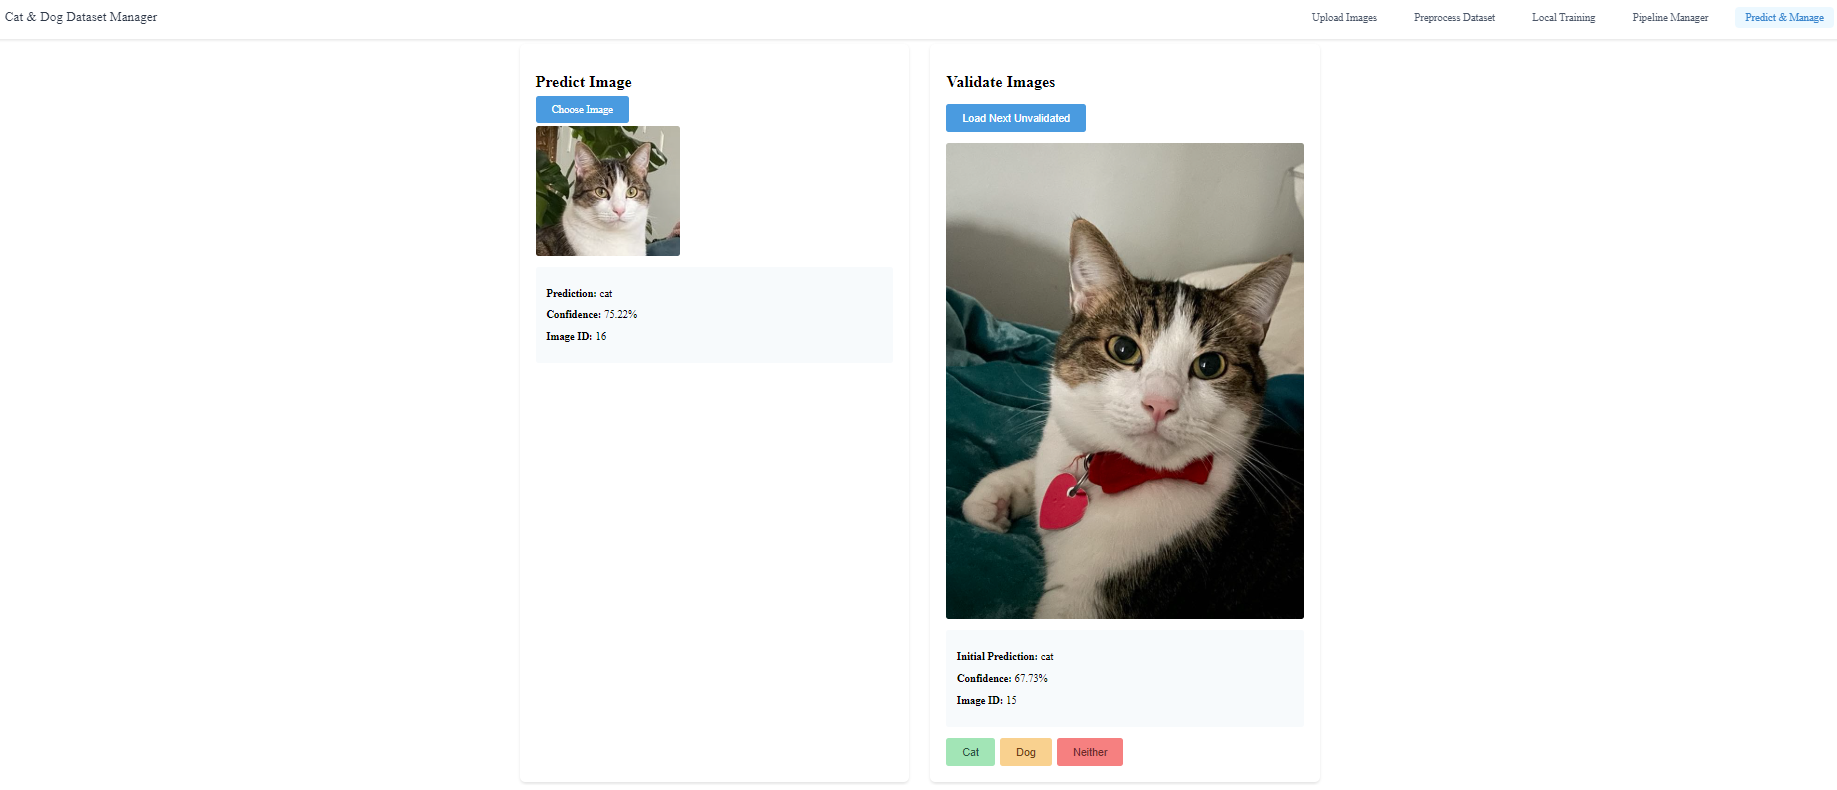 Cat & Dog Dataset Manager
Upload Images
Preprocess Dataset
Local Training
Pipeline Manager
Predict & Manage
Predict Image
Choose Image
Prediction: cat
Confidence: 75.22%
Image ID: 16
Validate Images
Load Next Unvalidated
Initial Prediction: cat
Confidence: 67.73%
Image ID: 15
Cat
Dog
Neither